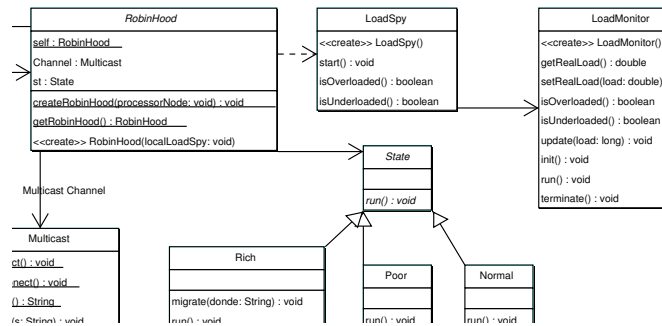 RobinHood
self : RobinHood
Channel : Multicast
st : State
createRobinHood(processorNode: void) : void
getRobinHood() : RobinHood
<<create>> RobinHood(localLoadSpy: void)
LoadSpy
<<create>> LoadSpy()
start() : void
isOverloaded() : boolean
isUnderloaded() : boolean
LoadMonitor
<<create>> LoadMonitor()
getRealLoad() : double
setRealLoad(load: double)
isOverloaded() : boolean
isUnderloaded() : boolean
update(load: long) : void
init() : void
run() : void
terminate() : void
State
run() : void
Multicast Channel
Multicast
ct() : void
nect() : void
() : String
(s: String) : void
Rich
migrate(donde: String) : void
run() : void
Poor
run() : void
Normal
run() : void